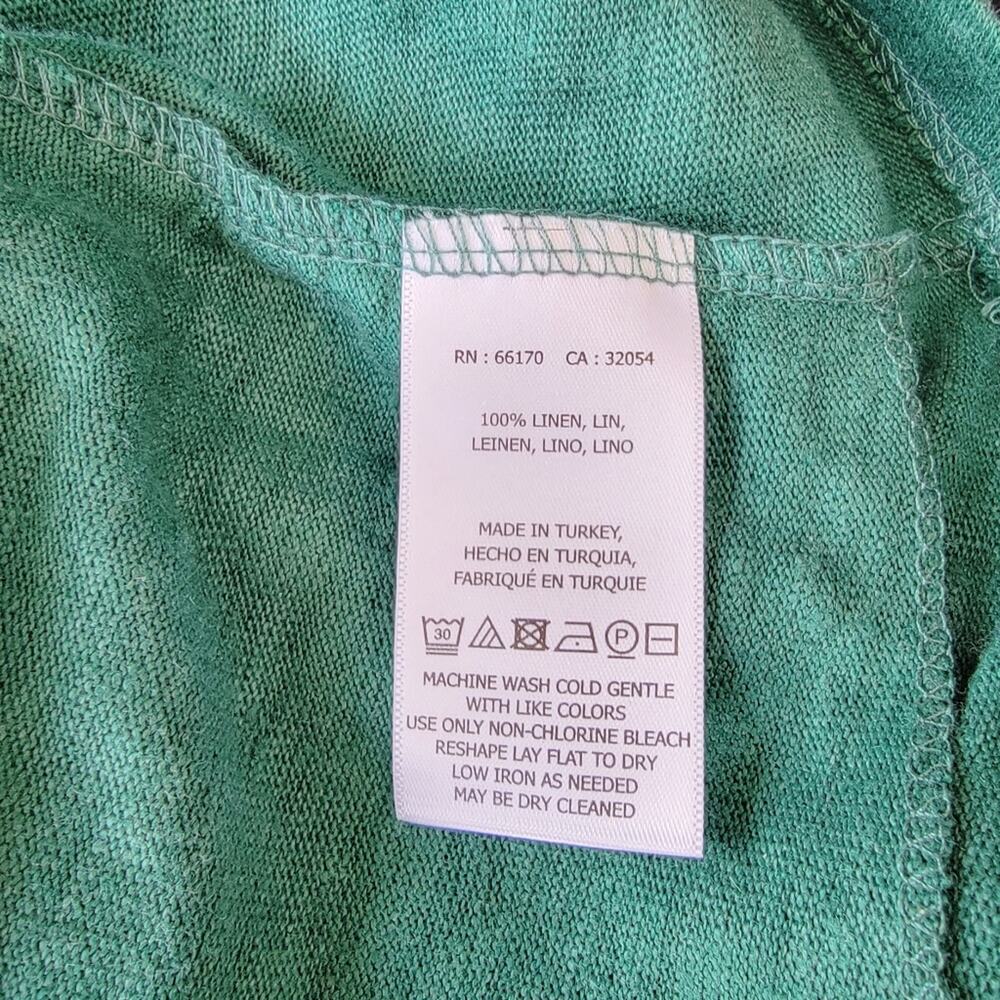 RN : 66170 CA : 32054
100% LINEN, LIN,
LEINEN, LINO, LINO
MADE IN TURKEY,
HECHO EN TURQUIA,
FABRIQUÉ EN TURQUIE
30 P
MACHINE WASH COLD GENTLE
WITH LIKE COLORS
USE ONLY NON-CHLORINE BLEACH
RESHAPE LAY FLAT TO DRY
LOW IRON AS NEEDED
MAY BE DRY CLEANED